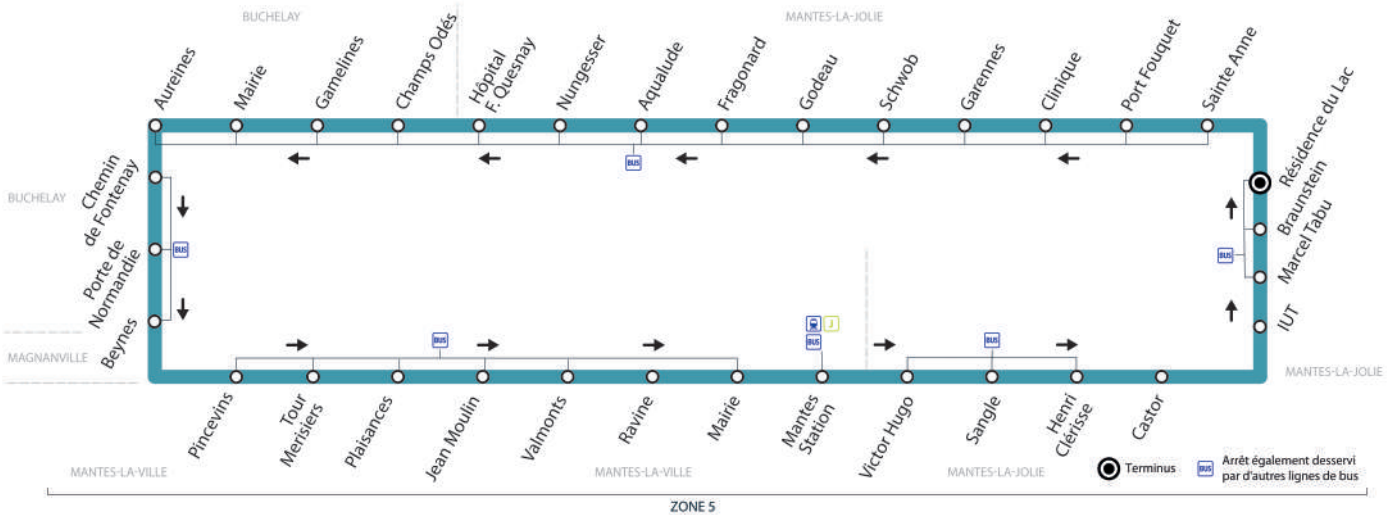 BUCHELAY
MANTES-LA-JOLIE
Aureines
Mairie
Gamelines
Champs Odés
Hôpital
F. Quesnay
Nungesser
Aqualude
Fragonard
Godeau
Schwob
Garennes
Clinique
Port Fouquet
Sainte Anne
Résidence du Lac
Braunstein
Marcel Tabu
IUT
BUS
BUCHELAY
Chemin
de Fontenay
Porte de
Normandie
BUS
Beynes
MAGNANVILLE
BUS
BUS
J
BUS
BUS
MANTES-LA-JOLIE
Pincevins
Tour
Merisiers
Plaisances
Jean Moulin
Valmonts
Ravine
Mairie
Mantes
Station
Victor Hugo
Sangle
Henri
Clérisse
Castor
MANTES-LA-VILLE
MANTES-LA-VILLE
MANTES-LA-JOLIE
Terminus
BUS
Arrêt également desservi
par d'autres lignes de bus
ZONE 5